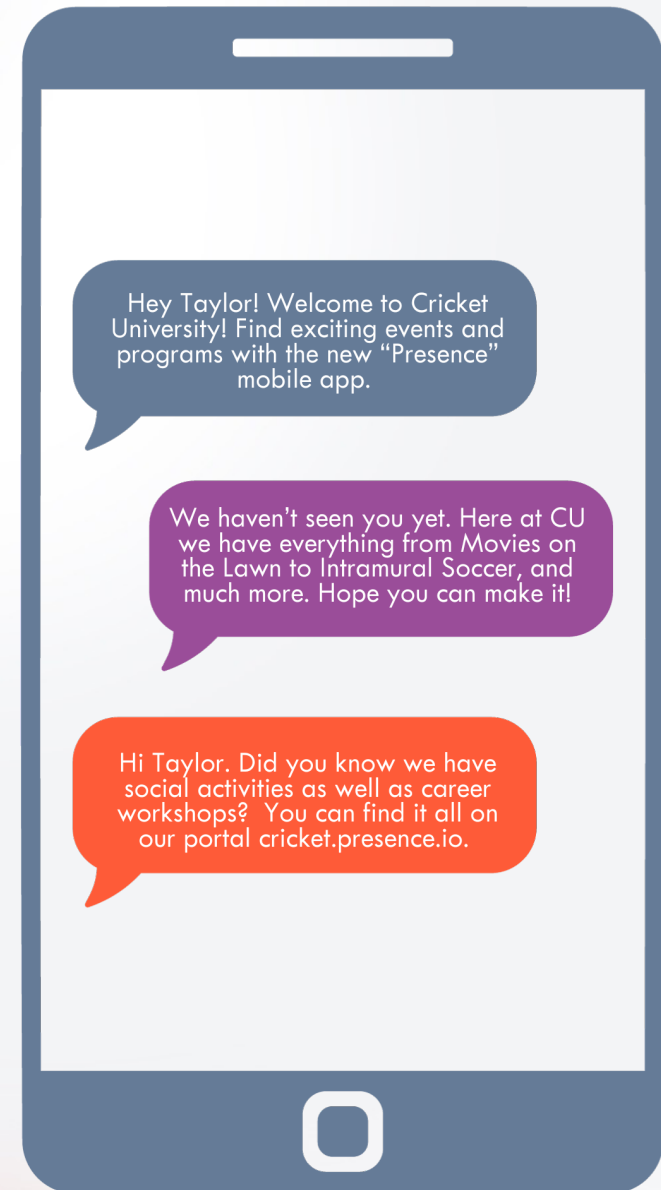 Hey Taylor! Welcome to Cricket
University! Find exciting events and
programs with the new “Presence”
mobile app.
We haven’t seen you yet. Here at CU
we have everything from Movies on
the Lawn to Intramural Soccer, and
much more. Hope you can make it!
Hi Taylor. Did you know we have
social activities as well as career
workshops?  You can find it all on
our portal cricket.presence.io.